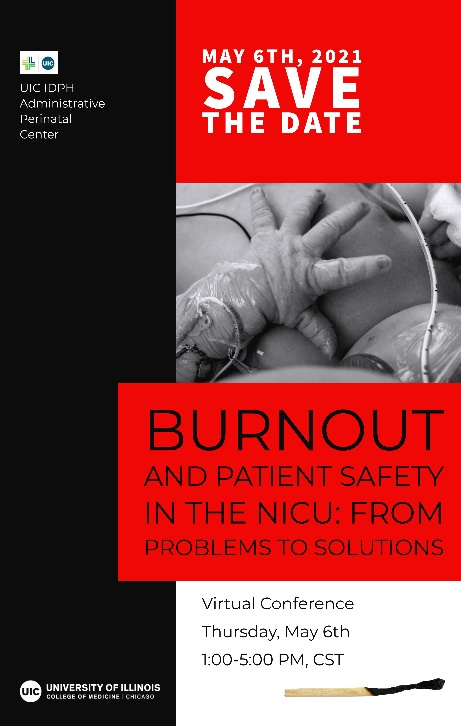 MAY 6TH, 2021
SAVE
THE DATE
UIC
UIC IDPH
Administrative
Perinatal
Center
BURNOUT
AND PATIENT SAFETY
IN THE NICU: FROM
PROBLEMS TO SOLUTIONS
Virtual Conference
Thursday, May 6th
1:00-5:00 PM, CST
UIC
UNIVERSITY OF ILLINOIS
COLLEGE OF MEDICINE | CHICAGO